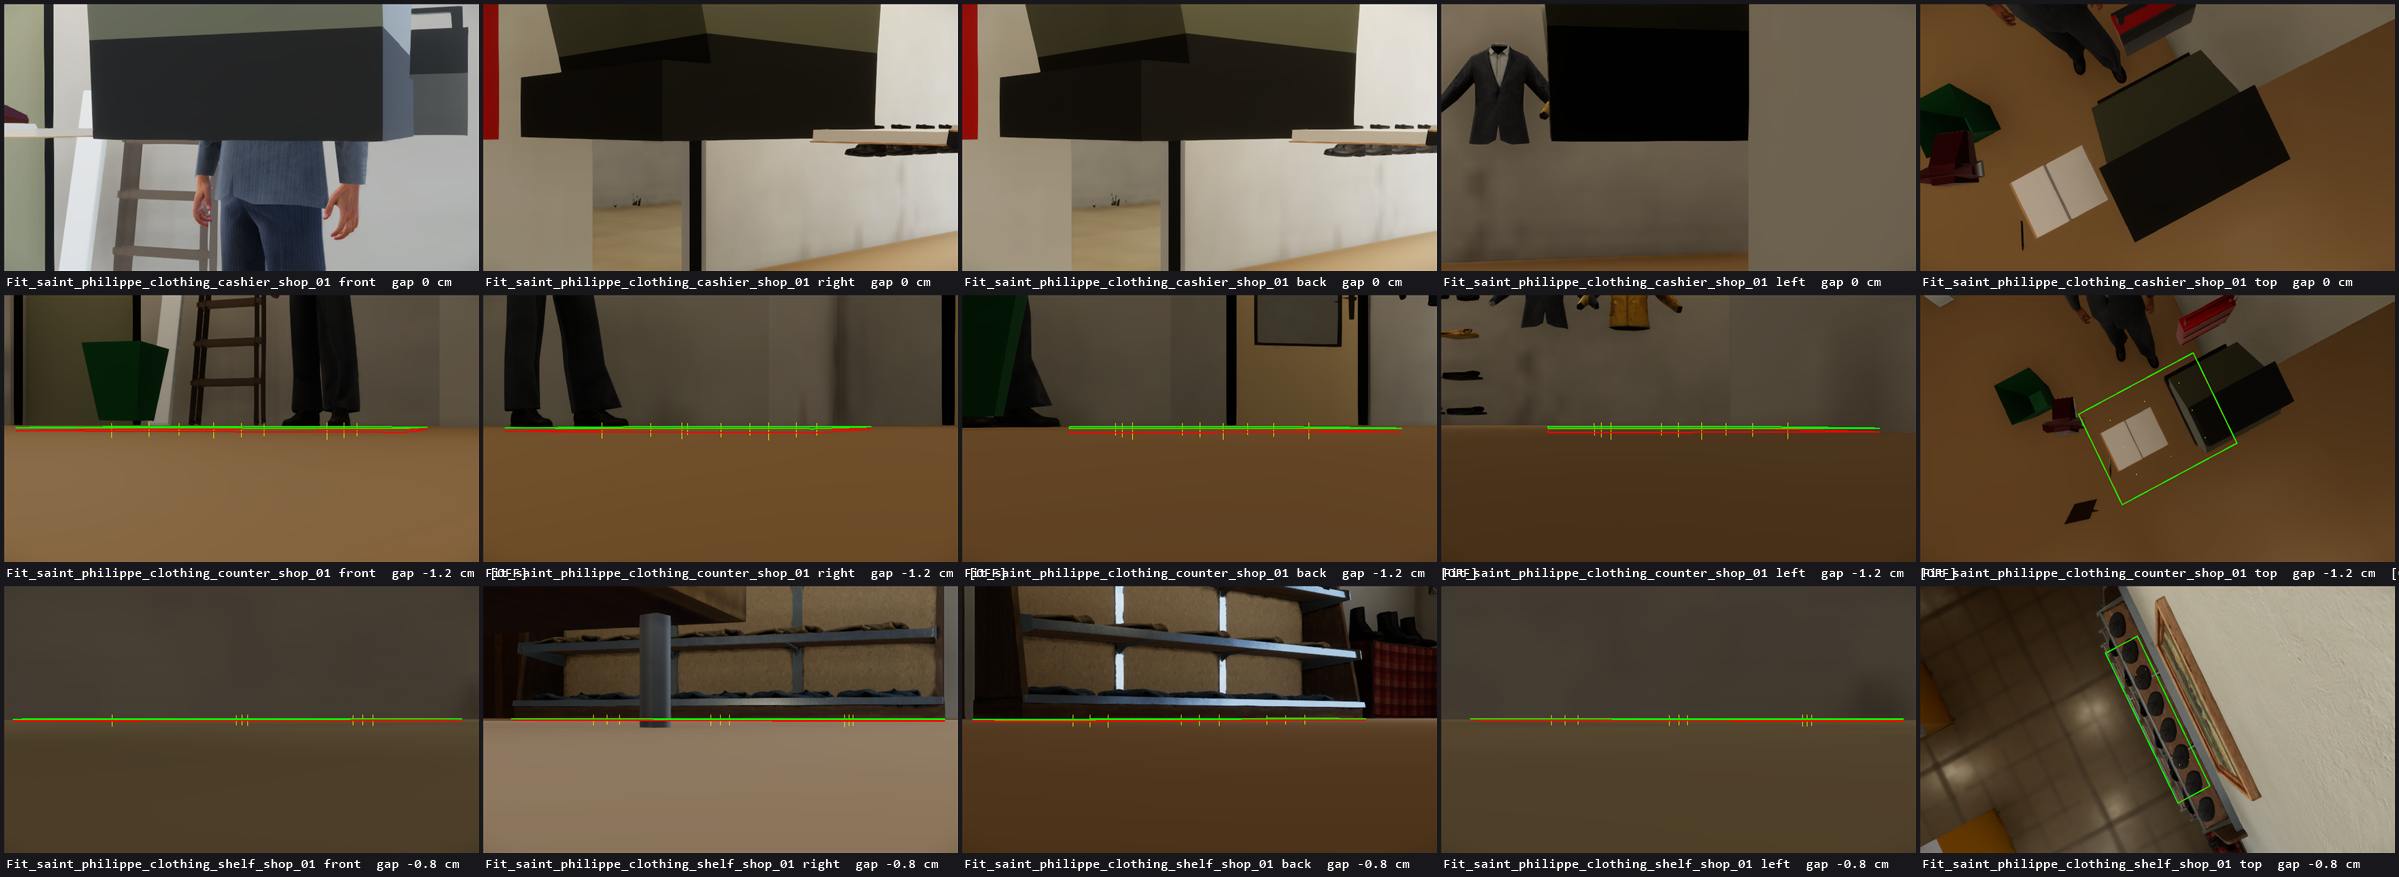 Fit_saint_philippe_clothing_cashier_shop_01 front  gap 0 cm
Fit_saint_philippe_clothing_cashier_shop_01 right  gap 0 cm
Fit_saint_philippe_clothing_cashier_shop_01 back  gap 0 cm
Fit_saint_philippe_clothing_cashier_shop_01 left  gap 0 cm
Fit_saint_philippe_clothing_cashier_shop_01 top  gap 0 cm
Fit_saint_philippe_clothing_counter_shop_01 front  gap -1.2 cm  [OFF]
Fit_saint_philippe_clothing_counter_shop_01 right  gap -1.2 cm  [OFF]
Fit_saint_philippe_clothing_counter_shop_01 back  gap -1.2 cm  [OFF]
Fit_saint_philippe_clothing_counter_shop_01 left  gap -1.2 cm  [OFF]
Fit_saint_philippe_clothing_counter_shop_01 top  gap -1.2 cm  [
Fit_saint_philippe_clothing_shelf_shop_01 front  gap -0.8 cm
Fit_saint_philippe_clothing_shelf_shop_01 right  gap -0.8 cm
Fit_saint_philippe_clothing_shelf_shop_01 back  gap -0.8 cm
Fit_saint_philippe_clothing_shelf_shop_01 left  gap -0.8 cm
Fit_saint_philippe_clothing_shelf_shop_01 top  gap -0.8 cm